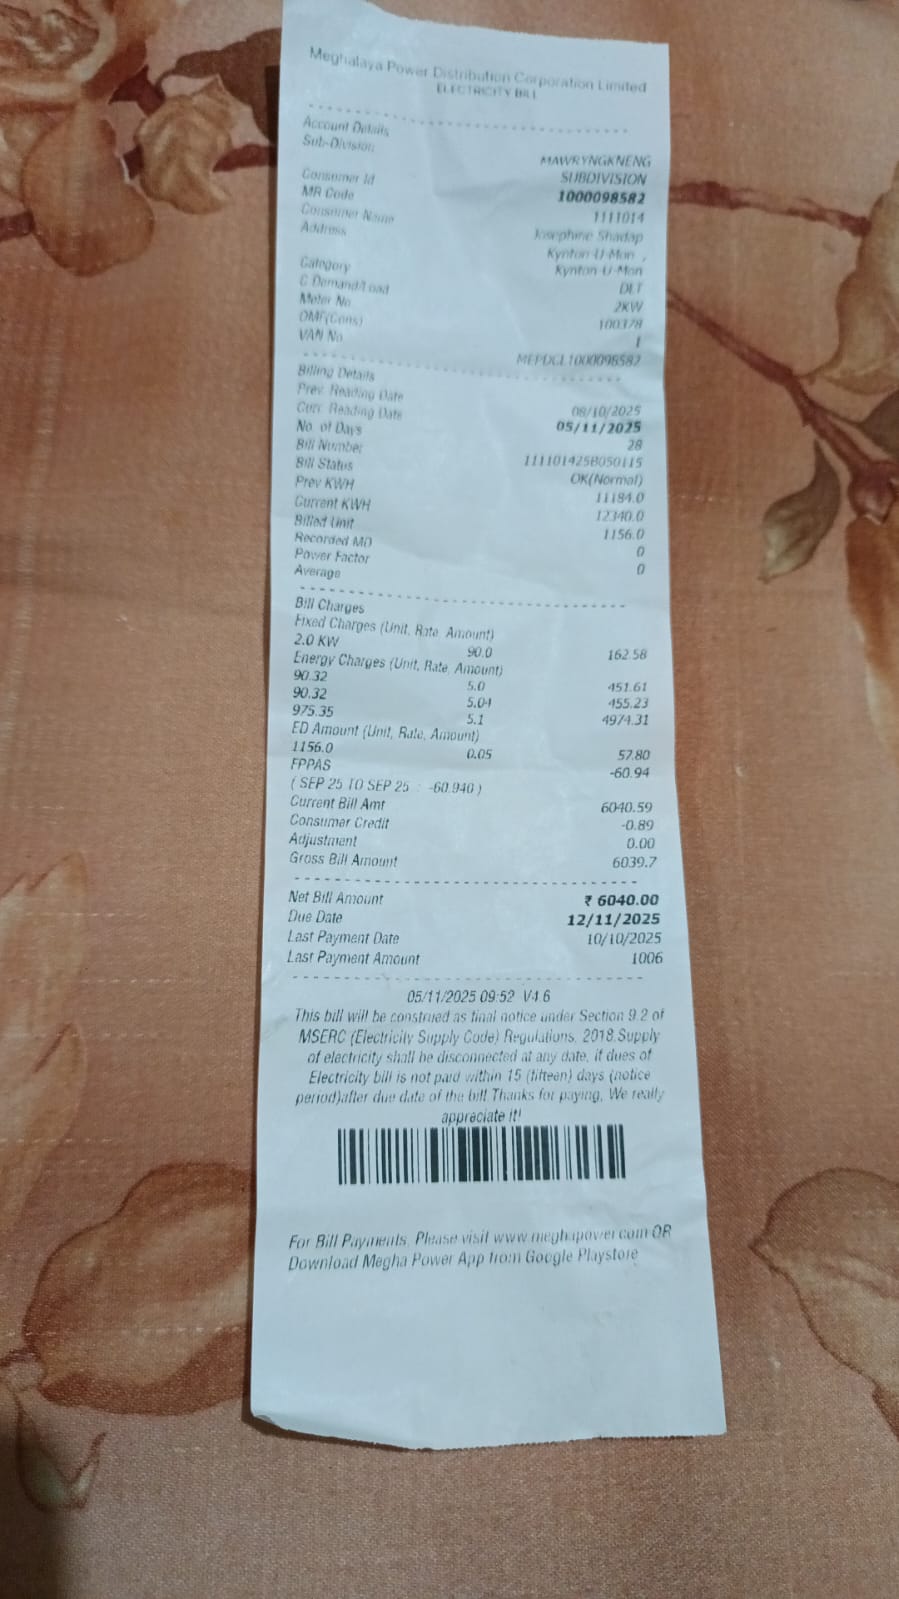 Meghalaya Power Distribution Corporation Limited
ELECTRICITY BILL
Account Details
Sub-Division MAWRYNGKNENG
SUBDIVISION
Consumer Id 1000098582
MR Code 1111014
Consumer Name Josephine Shadap
Address Kynton-U-Mon ,
Kynton-U-Mon
Category DLT
C Demand/Load 2KW
Meter No 100378
OMF(Cons) 1
VAN No MEPDCL1000098582
Billing Details
Prev. Reading Date 08/10/2025
Curr. Reading Date 05/11/2025
No. of Days 28
Bill Number 11110142SB050115
Bill Status OK(Normal)
Prev KWH 11184.0
Current KWH 12340.0
Billed Unit 1156.0
Recorded MD 0
Power Factor 0
Average
Bill Charges
Fixed Charges (Unit, Rate, Amount)
2.0 KW 90.0 162.58
Energy Charges (Unit, Rate, Amount)
90.32 5.0 451.61
90.32 5.04 455.23
975.35 5.1 4974.31
ED Amount (Unit, Rate, Amount)
1156.0 0.05 57.80
FPPAS -60.94
( SEP 25 TO SEP 25 : -60.940 )
Current Bill Amt 6040.59
Consumer Credit -0.89
Adjustment 0.00
Gross Bill Amount 6039.7
Net Bill Amount ₹ 6040.00
Due Date 12/11/2025
Last Payment Date 10/10/2025
Last Payment Amount 1006
05/11/2025 09:52 V4.6
This bill will be construed as final notice under Section 9.2 of
MSERC (Electricity Supply Code) Regulations, 2018.Supply
of electricity shall be disconnected at any date, if dues of
Electricity bill is not paid within 15 (fifteen) days (notice
period)after due date of the bill.Thanks for paying, We really
appreciate it!
For Bill Payments, Please visit www.meghapower.com OR
Download Megha Power App from Google Playstore